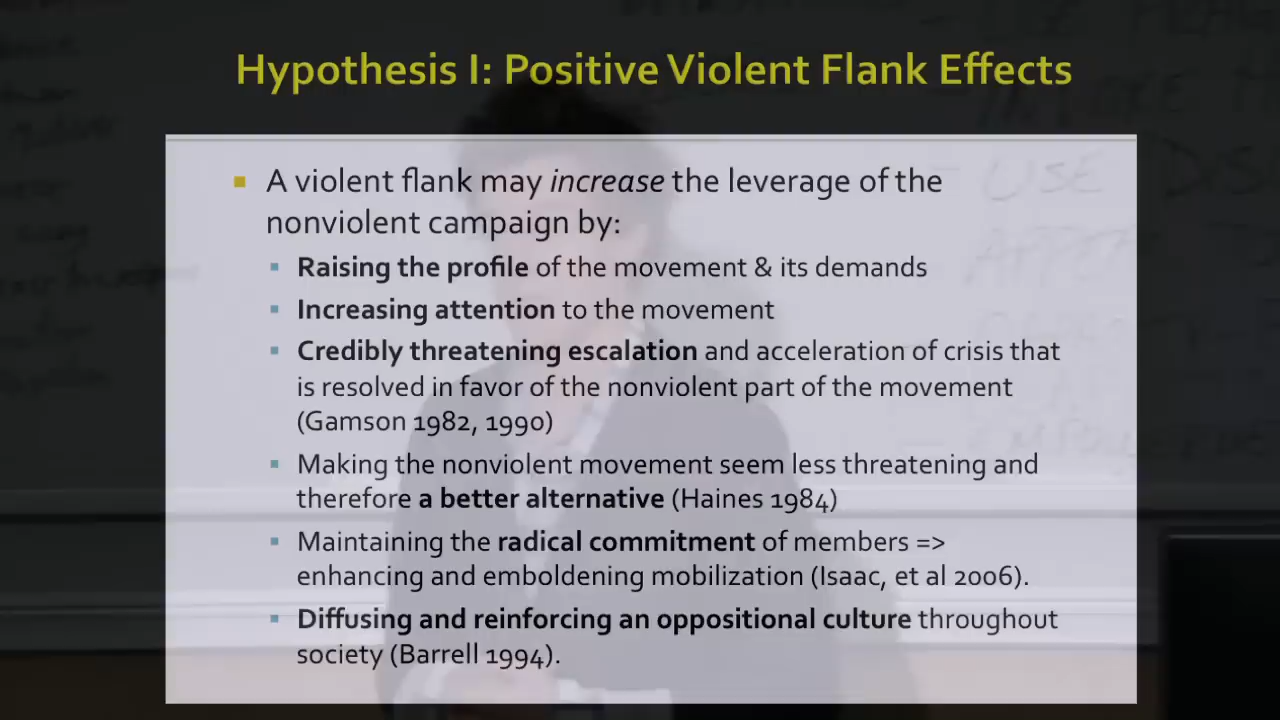 Hypothesis I: Positive Violent Flank Effects
A violent flank may increase the leverage of the
nonviolent campaign by:
Raising the profile of the movement & its demands
Increasing attention to the movement
Credibly threatening escalation and acceleration of crisis that
is resolved in favor of the nonviolent part of the movement
(Gamson 1982, 1990)
Making the nonviolent movement seem less threatening and
therefore a better alternative (Haines 1984)
Maintaining the radical commitment of members =>
enhancing and emboldening mobilization (Isaac, et al 2006).
Diffusing and reinforcing an oppositional culture throughout
society (Barrell 1994).
USE